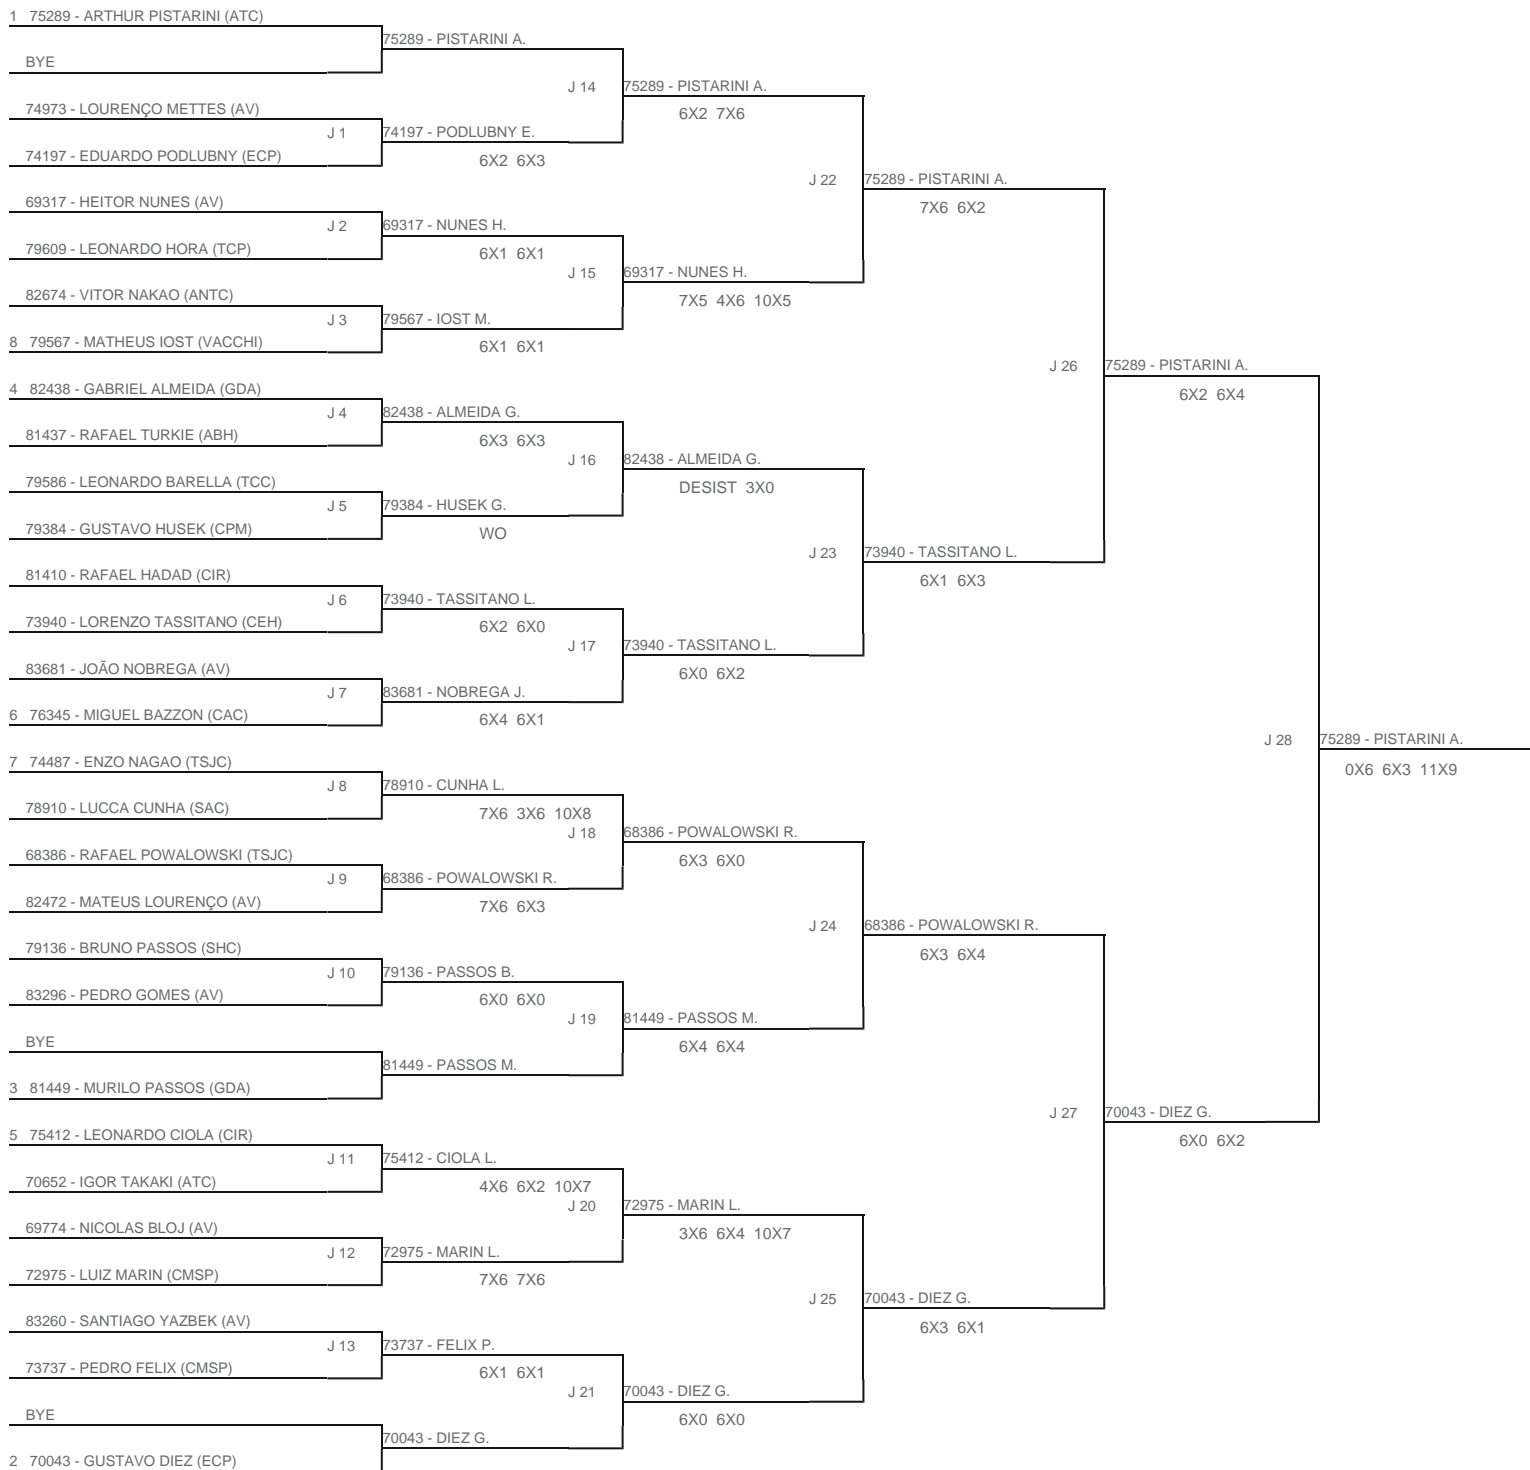 1 75289 - ARTHUR PISTARINI (ATC)
75289 - PISTARINI A.
BYE
J 14 75289 - PISTARINI A.
6X2 7X6
74973 - LOURENÇO METTES (AV)
J 1 74197 - PODLUBNY E.
74197 - EDUARDO PODLUBNY (ECP)
6X2 6X3
J 22 75289 - PISTARINI A.
7X6 6X2
69317 - HEITOR NUNES (AV)
J 2 69317 - NUNES H.
79609 - LEONARDO HORA (TCP)
6X1 6X1
J 15 69317 - NUNES H.
7X5 4X6 10X5
82674 - VITOR NAKAO (ANTC)
J 3 79567 - IOST M.
8 79567 - MATHEUS IOST (VACCHI)
6X1 6X1
J 26 75289 - PISTARINI A.
6X2 6X4
4 82438 - GABRIEL ALMEIDA (GDA)
J 4 82438 - ALMEIDA G.
81437 - RAFAEL TURKIE (ABH)
6X3 6X3
J 16 82438 - ALMEIDA G.
DESIST 3X0
79586 - LEONARDO BARELLA (TCC)
J 5 79384 - HUSEK G.
79384 - GUSTAVO HUSEK (CPM)
WO
J 23 73940 - TASSITANO L.
6X1 6X3
81410 - RAFAEL HADAD (CIR)
J 6 73940 - TASSITANO L.
73940 - LORENZO TASSITANO (CEH)
6X2 6X0
J 17 73940 - TASSITANO L.
6X0 6X2
83681 - JOÃO NOBREGA (AV)
J 7 83681 - NOBREGA J.
6 76345 - MIGUEL BAZZON (CAC)
6X4 6X1
J 28 75289 - PISTARINI A.
0X6 6X3 11X9
7 74487 - ENZO NAGAO (TSJC)
J 8 78910 - CUNHA L.
78910 - LUCCA CUNHA (SAC)
7X6 3X6 10X8
J 18 68386 - POWALOWSKI R.
6X3 6X0
68386 - RAFAEL POWALOWSKI (TSJC)
J 9 68386 - POWALOWSKI R.
82472 - MATEUS LOURENÇO (AV)
7X6 6X3
J 24 68386 - POWALOWSKI R.
6X3 6X4
79136 - BRUNO PASSOS (SHC)
J 10 79136 - PASSOS B.
83296 - PEDRO GOMES (AV)
6X0 6X0
J 19 81449 - PASSOS M.
6X4 6X4
BYE
81449 - PASSOS M.
3 81449 - MURILO PASSOS (GDA)
J 27 70043 - DIEZ G.
6X0 6X2
5 75412 - LEONARDO CIOLA (CIR)
J 11 75412 - CIOLA L.
70652 - IGOR TAKAKI (ATC)
4X6 6X2 10X7
J 20 72975 - MARIN L.
3X6 6X4 10X7
69774 - NICOLAS BLOJ (AV)
J 12 72975 - MARIN L.
72975 - LUIZ MARIN (CMSP)
7X6 7X6
J 25 70043 - DIEZ G.
6X3 6X1
83260 - SANTIAGO YAZBEK (AV)
J 13 73737 - FELIX P.
73737 - PEDRO FELIX (CMSP)
6X1 6X1
J 21 70043 - DIEZ G.
6X0 6X0
BYE
70043 - DIEZ G.
2 70043 - GUSTAVO DIEZ (ECP)